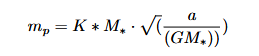 m_p = K * M_* · √(a/(GM_*))